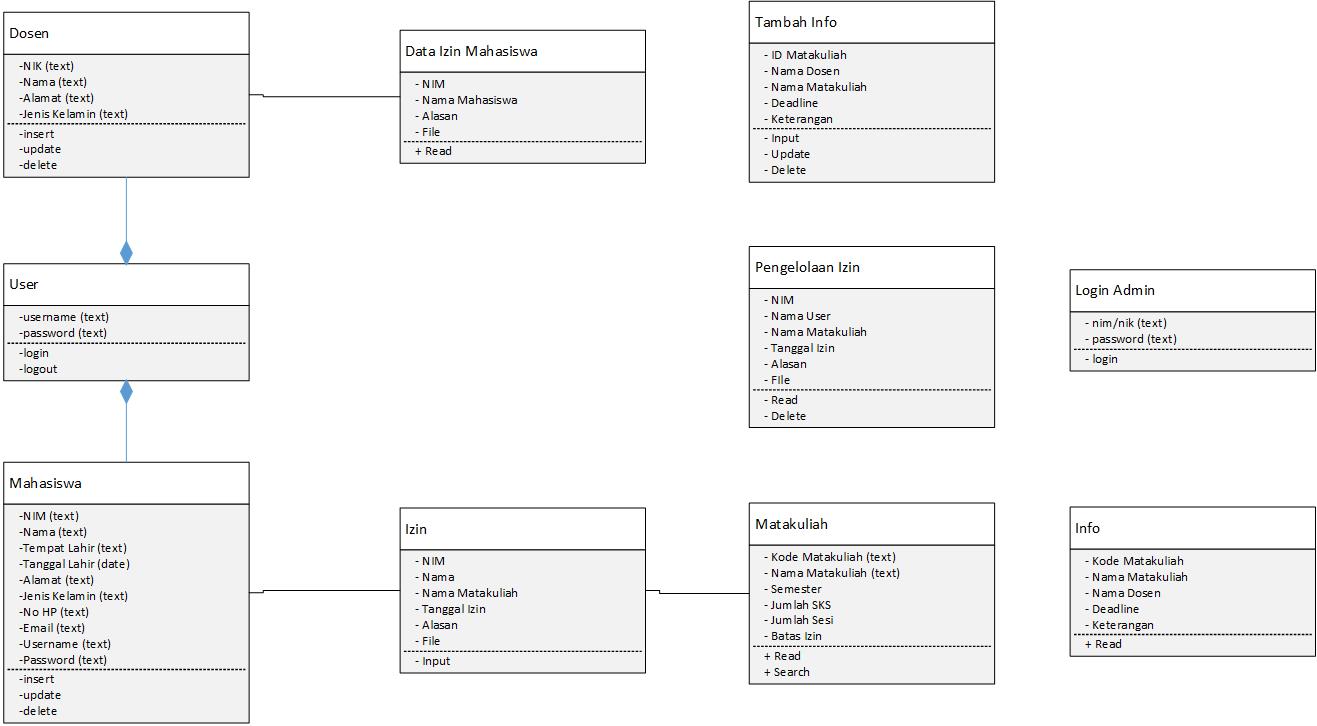 Dosen
-NIK (text)
-Nama (text)
-Alamat (text)
-Jenis Kelamin (text)
-insert
-update
-delete
Data Izin Mahasiswa
- NIM
- Nama Mahasiswa
- Alasan
- File
+ Read
Tambah Info
- ID Matakuliah
- Nama Dosen
- Nama Matakuliah
- Deadline
- Keterangan
- Input
- Update
- Delete
User
-username (text)
-password (text)
-login
-logout
Pengelolaan Izin
- NIM
- Nama User
- Nama Matakuliah
- Tanggal Izin
- Alasan
- FIle
- Read
- Delete
Login Admin
- nim/nik (text)
- password (text)
- login
Mahasiswa
-NIM (text)
-Nama (text)
-Tempat Lahir (text)
-Tanggal Lahir (date)
-Alamat (text)
-Jenis Kelamin (text)
-No HP (text)
-Email (text)
-Username (text)
-Password (text)
-insert
-update
-delete
Izin
- NIM
- Nama
- Nama Matakuliah
- Tanggal Izin
- Alasan
- File
- Input
Matakuliah
- Kode Matakuliah (text)
- Nama Matakuliah (text)
- Semester
- Jumlah SKS
- Jumlah Sesi
- Batas Izin
+ Read
+ Search
Info
- Kode Matakuliah
- Nama Matakuliah
- Nama Dosen
- Deadline
- Keterangan
+ Read